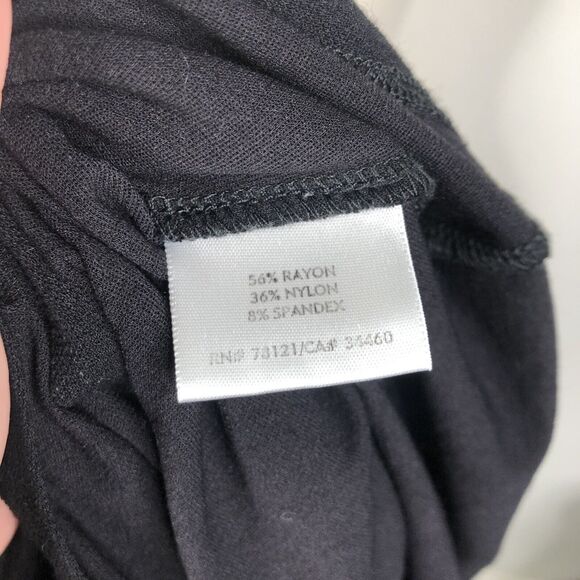 56% RAYON
36% NYLON
8% SPANDEX
RN# 73121/CA# 34460